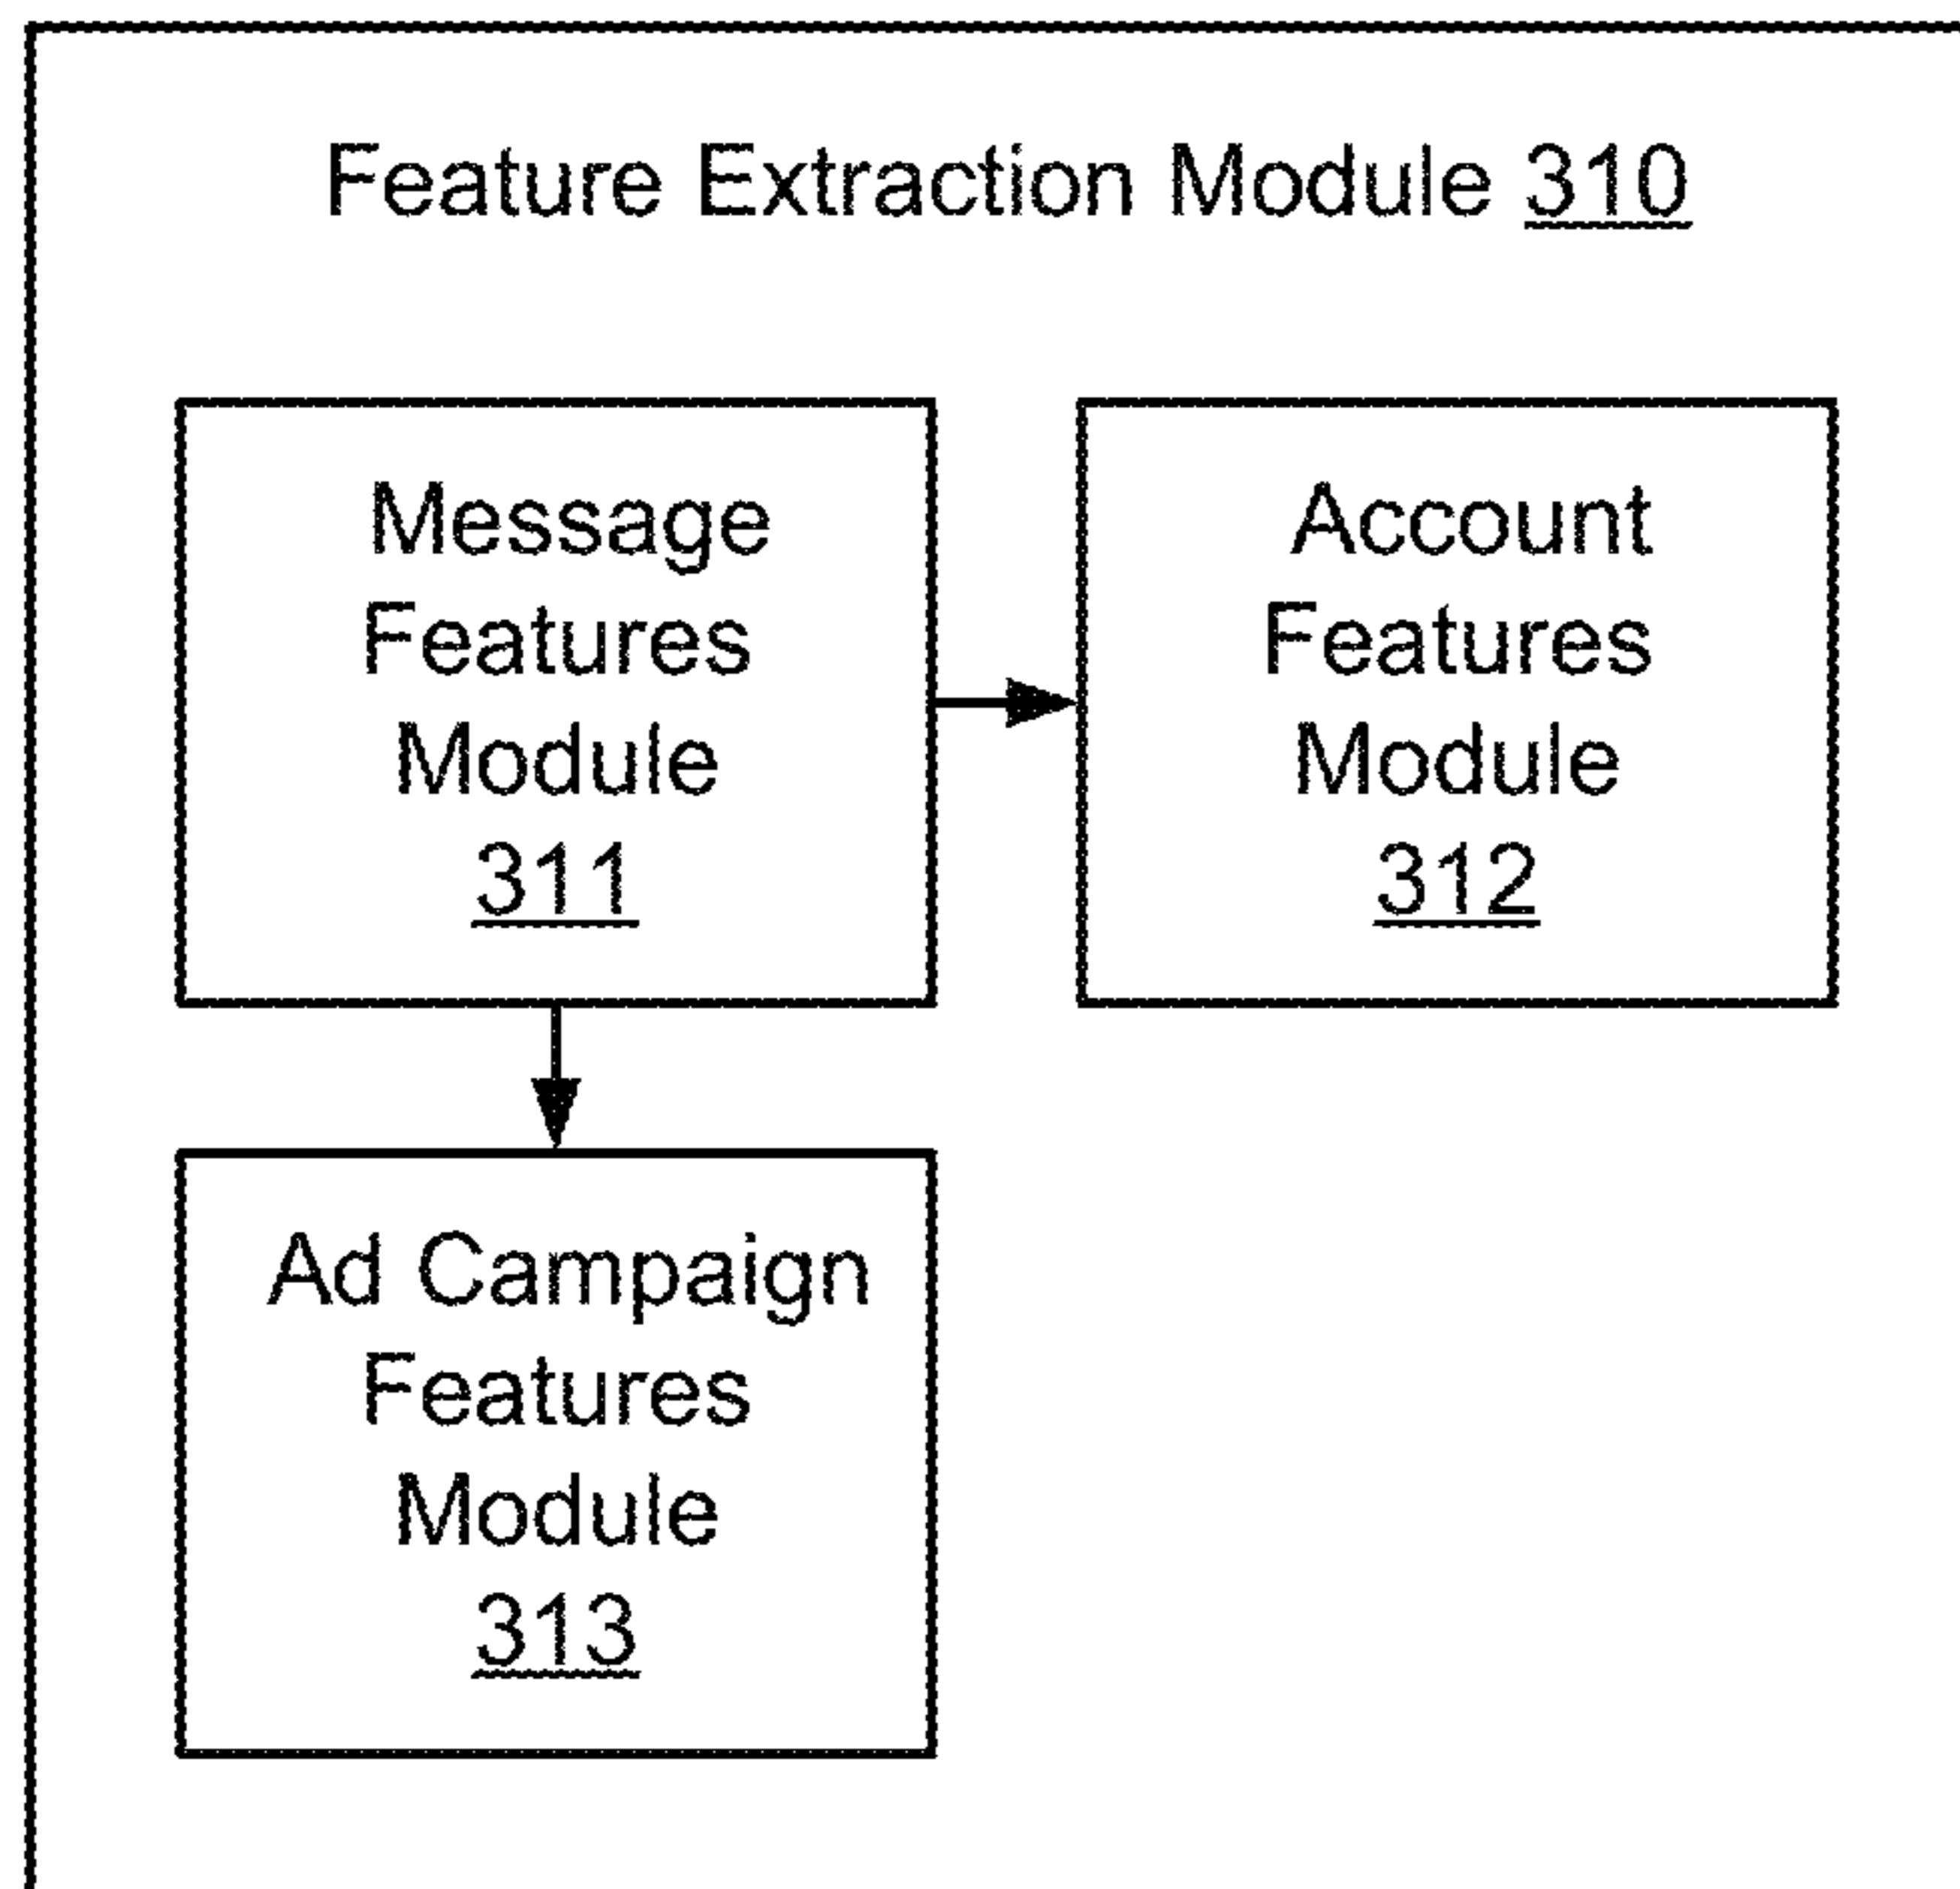 Feature Extraction Module 310
Message
Features
Module
311
Account
Features
Module
312
Ad Campaign
Features
Module
313